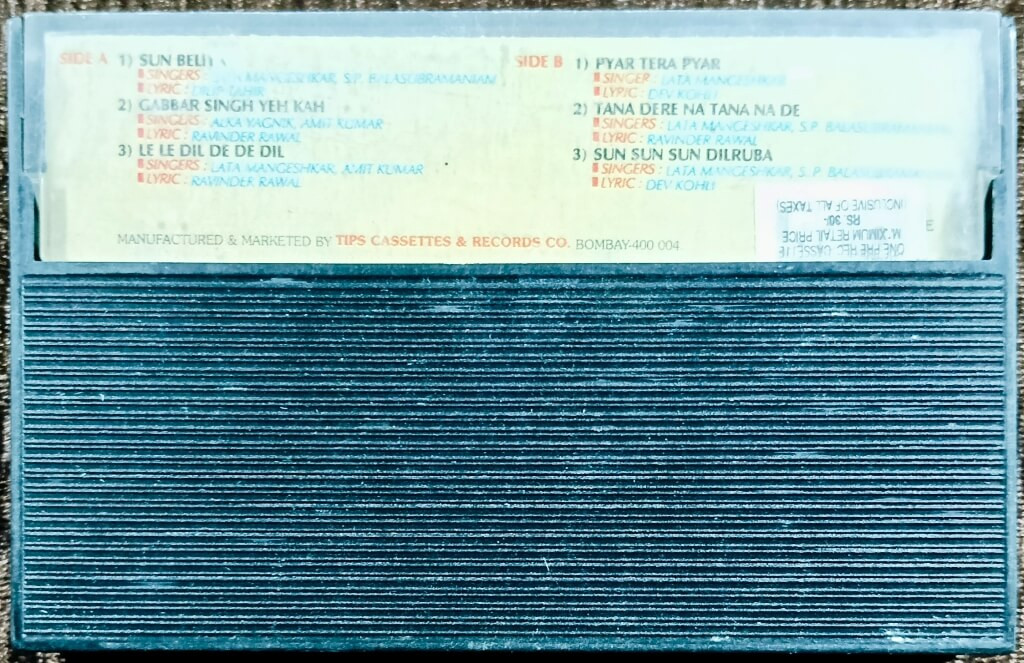 SIDE A 1) SUN BELI
SINGERS : LATA MANGESHKAR, S.P. BALASUBRAMANIAM
LYRIC : DILIP TAHIR
2) GABBAR SINGH YEH KAH
SINGERS : ALKA YAGNIK, AMIT KUMAR
LYRIC : RAVINDER RAWAL
3) LE LE DIL DE DE DIL
SINGERS : LATA MANGESHKAR, AMIT KUMAR
LYRIC : RAVINDER RAWAL
SIDE B 1) PYAR TERA PYAR
SINGER : LATA MANGESHKAR
LYRIC : DEV KOHLI
2) TANA DERE NA TANA NA DE
SINGERS : LATA MANGESHKAR, S.P. BALASUBRAMANIAM
LYRIC : RAVINDER RAWAL
3) SUN SUN SUN DILRUBA
SINGERS : LATA MANGESHKAR, S. P. BALASUBRAMANIAM
LYRIC : DEV KOHLI
MANUFACTURED & MARKETED BY TIPS CASSETTES & RECORDS CO. BOMBAY-400 004.
ONE PRE REC. CASSETTE
MAXIMUM RETAIL PRICE
RS. 30/-
INCLUSIVE OF ALL TAXES)
E